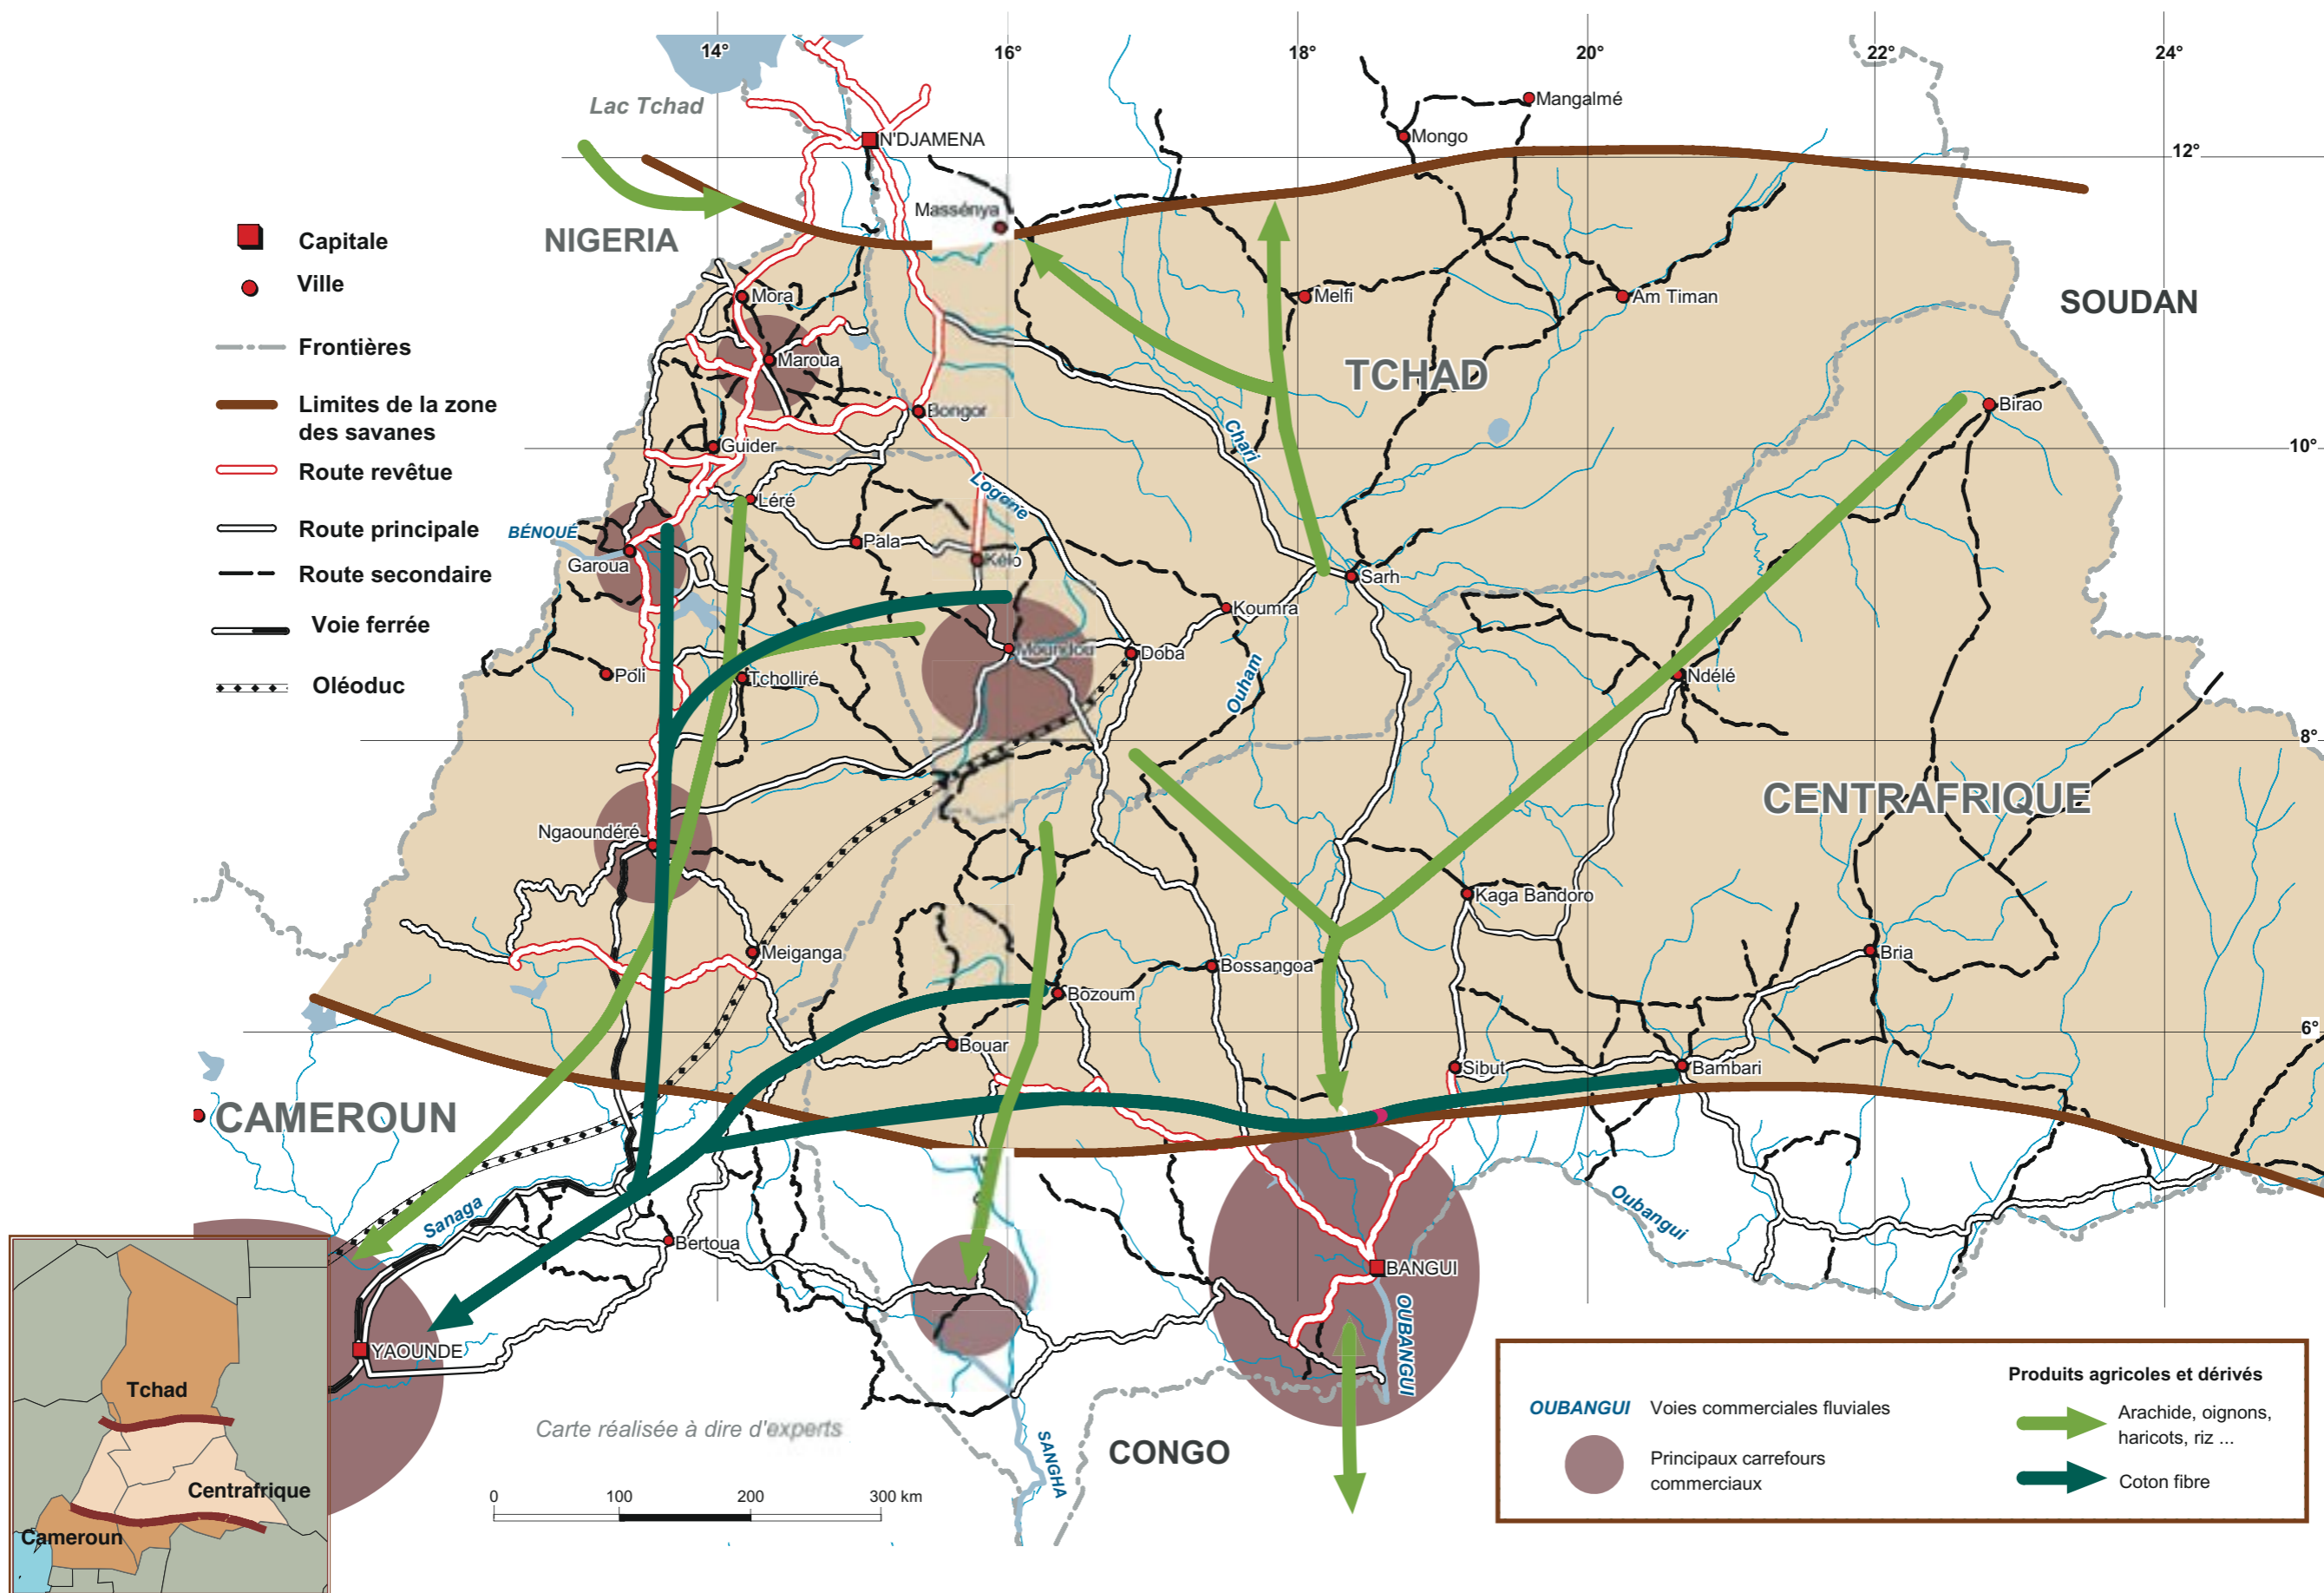 14°
16°
18°
20°
22°
24°
Lac Tchad
Mangalmé
Mongo
N'DJAMENA
12°
Massénya
Capitale
NIGERIA
Ville
Mora
Melfi
Am Timan
SOUDAN
Frontières
Maroua
TCHAD
Limites de la zone
des savanes
Bongor
Birao
Chari
Guider
10°
Route revêtue
Logone
Léré
Route principale
BÉNOUÉ
Pala
Garoua
Kélo
Route secondaire
Sarh
Koumra
Voie ferrée
Moundou
Doba
Oléoduc
Poli
Tcholliré
Ouham
Ndélé
8°
CENTRAFRIQUE
Ngaoundéré
Kaga Bandoro
Meiganga
Bossangoa
Bria
Bozoum
6°
Bouar
Sibut
Bambari
CAMEROUN
Sanaga
Oubangui
Bertoua
BANGUI
OUBANGUI
YAOUNDE
Tchad
Centrafrique
Cameroun
Carte réalisée à dire d'experts
CONGO
SANGHA
0
100
200
300 km
Produits agricoles et dérivés
OUBANGUI
Voies commerciales fluviales
Arachide, oignons,
haricots, riz ...
Principaux carrefours
commerciaux
Coton fibre